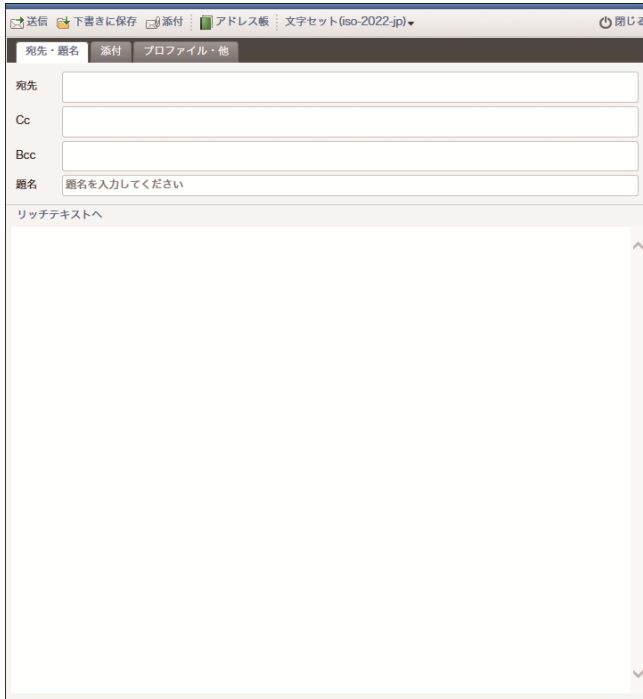 送信 下書きに保存 添付 アドレス帳 文字セット(iso-2022-jp) 閉じる
宛先・題名 添付 プロファイル・他
宛先
Cc
Bcc
題名 題名を入力してください
リッチテキストへ